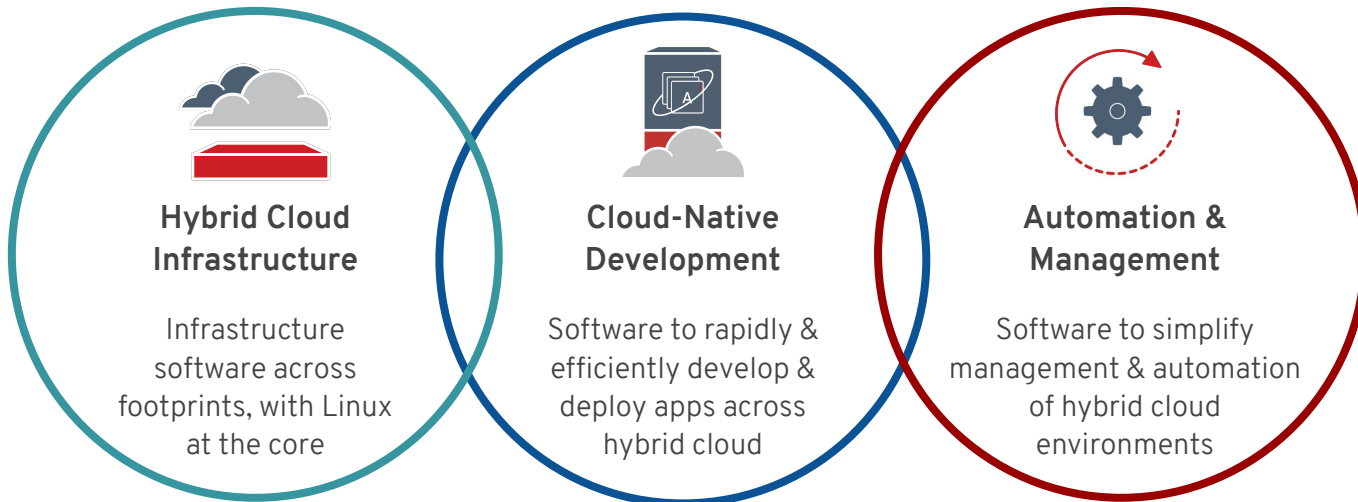 A
Hybrid Cloud
Infrastructure
Infrastructure
software across
footprints, with Linux
at the core
Cloud-Native
Development
Software to rapidly &
efficiently develop &
deploy apps across
hybrid cloud
Automation &
Management
Software to simplify
management & automation
of hybrid cloud
environments